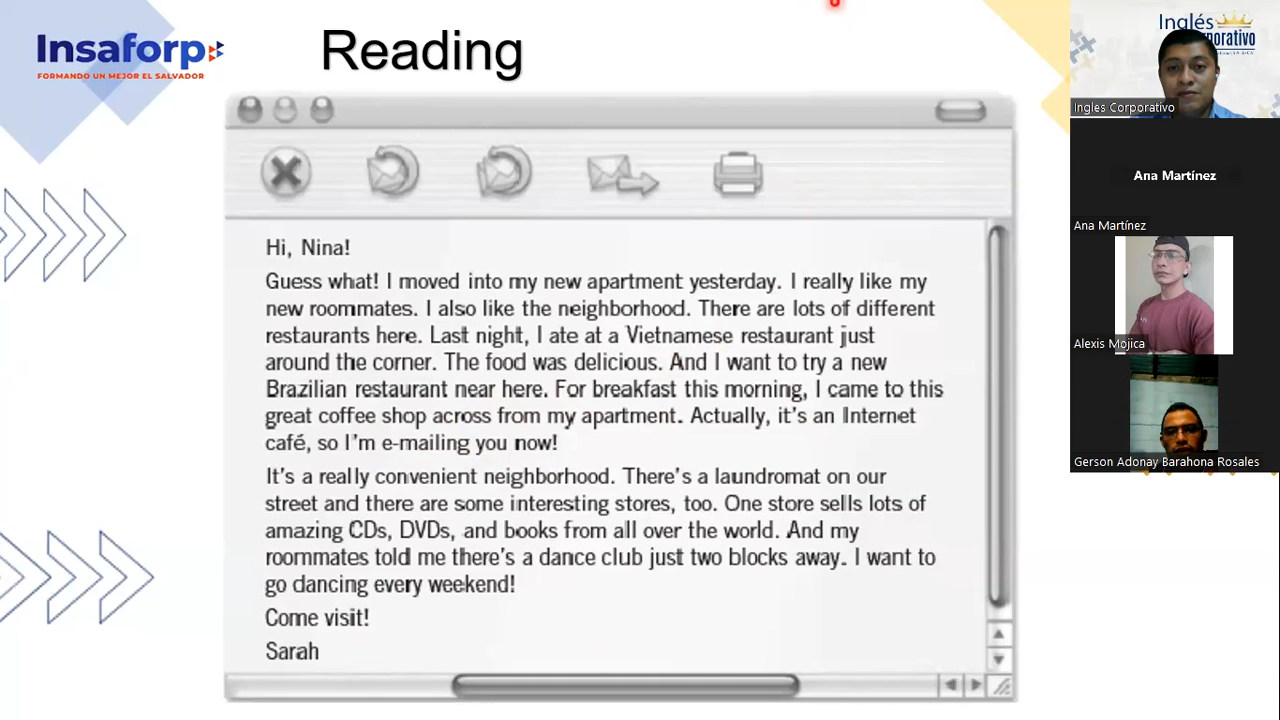 Insaforp
FORMANDO UN MEJOR EL SALVADOR
Reading
Hi, Nina!
Guess what! I moved into my new apartment yesterday. I really like my
new roommates. I also like the neighborhood. There are lots of different
restaurants here. Last night, I ate at a Vietnamese restaurant just
around the corner. The food was delicious. And I want to try a new
Brazilian restaurant near here. For breakfast this morning, I came to this
great coffee shop across from my apartment. Actually, it's an Internet
café, so I'm e-mailing you now!
It's a really convenient neighborhood. There's a laundromat on our
street and there are some interesting stores, too. One store sells lots of
amazing CDs, DVDs, and books from all over the world. And my
roommates told me there's a dance club just two blocks away. I want to
go dancing every weekend!
Come visit!
Sarah
Inglés
Ingles Corporativo
Ana Martínez
Ana Martínez
Alexis Mojica
Gerson Adonay Barahona Rosales